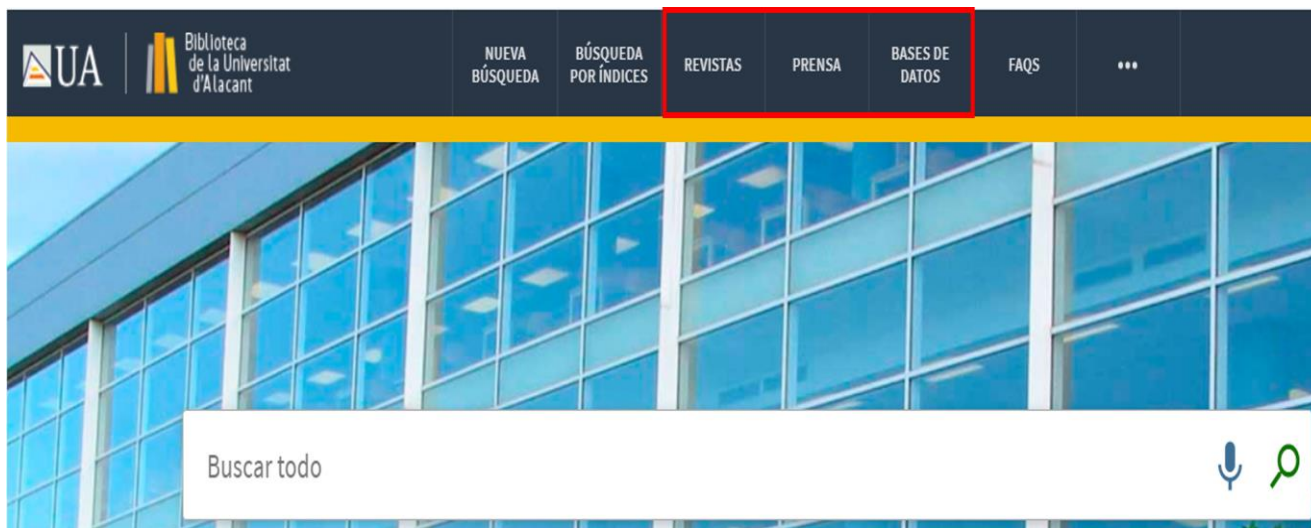 UA
Biblioteca
de la Universitat
d'Alacant
NUEVA
BÚSQUEDA
BÚSQUEDA
POR ÍNDICES
REVISTAS
PRENSA
BASES DE
DATOS
FAQS
•••
Buscar todo